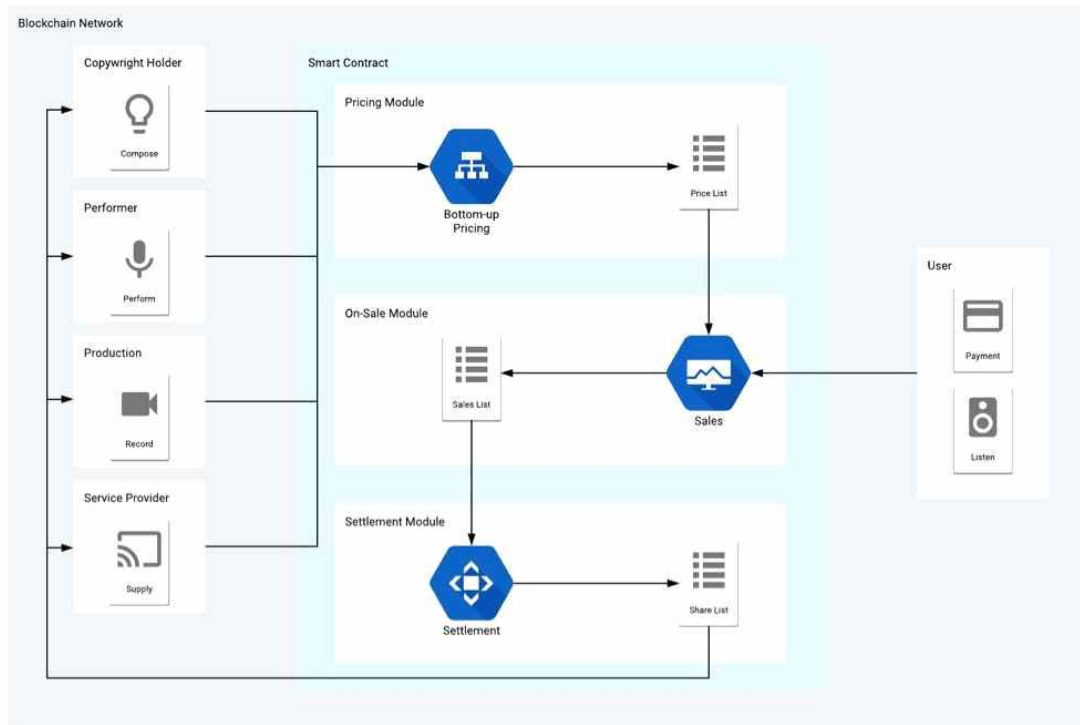 Blockchain Network
Copywright Holder
Compose
Performer
Perform
Production
Record
Service Provider
Supply
Smart Contract
Pricing Module
Bottom-up
Pricing
Price List
On-Sale Module
Sales List
Sales
Settlement Module
Settlement
Share List
User
Payment
Listen